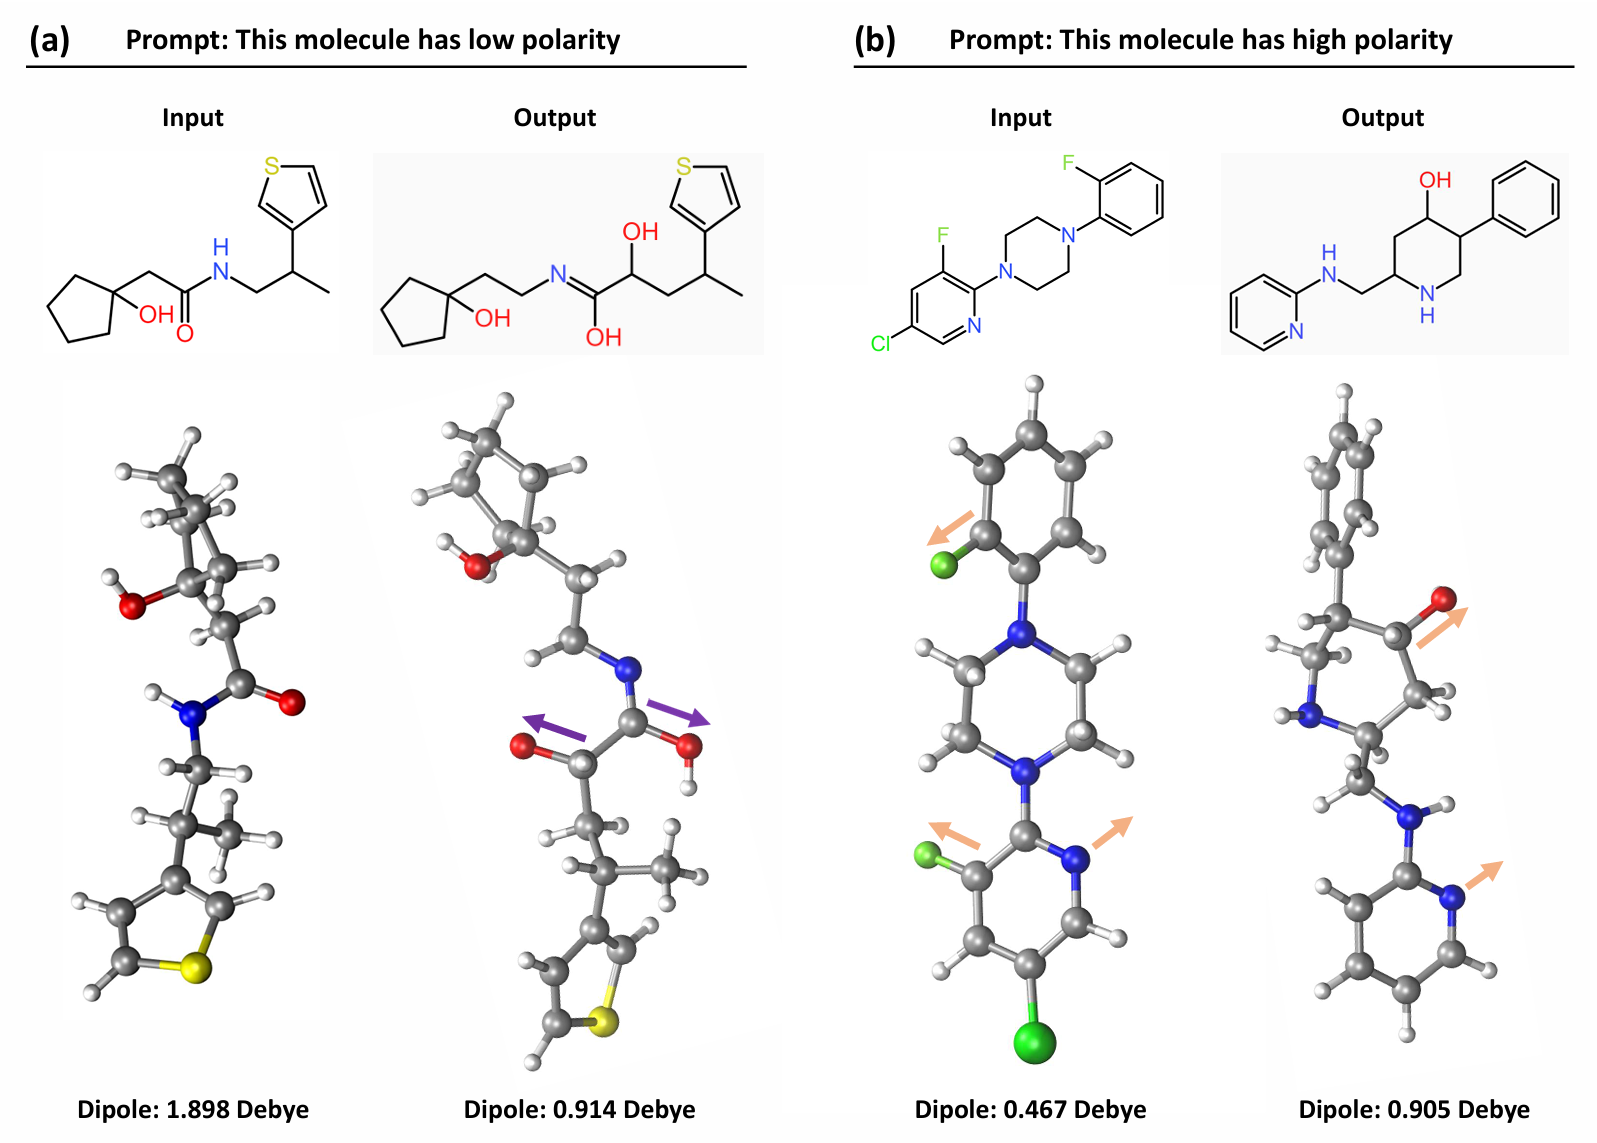 (a) Prompt: This molecule has low polarity
Input
Output
S
H
N
OH
O
S
OH
N
OH
OH
Dipole: 1.898 Debye
Dipole: 0.914 Debye
(b) Prompt: This molecule has high polarity
Input
Output
F
F
N
N
N
Cl
OH
H
N
N
H
N
Dipole: 0.467 Debye
Dipole: 0.905 Debye